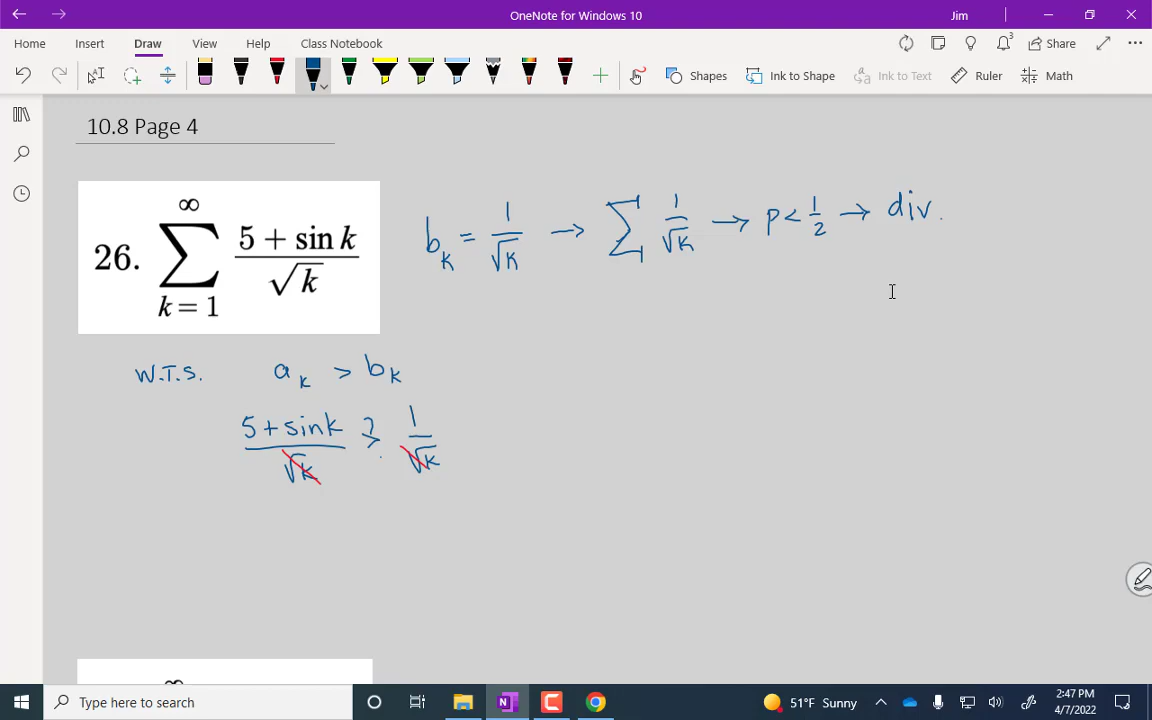 OneNote for Windows 10
Jim
Home Insert Draw View Help Class Notebook
Share
Shapes Ink to Shape Ink to Text Ruler Math
10.8 Page 4
26. ∞ ∑ k = 1 5 + sin k / √k
b_k = 1/√k → ∑ 1/√k → p < 1/2 → div.
W.T.S. a_k > b_k
5 + sin k / √k ?> 1/√k
∞
Type here to search
51°F Sunny
2:47 PM
4/7/2022
3